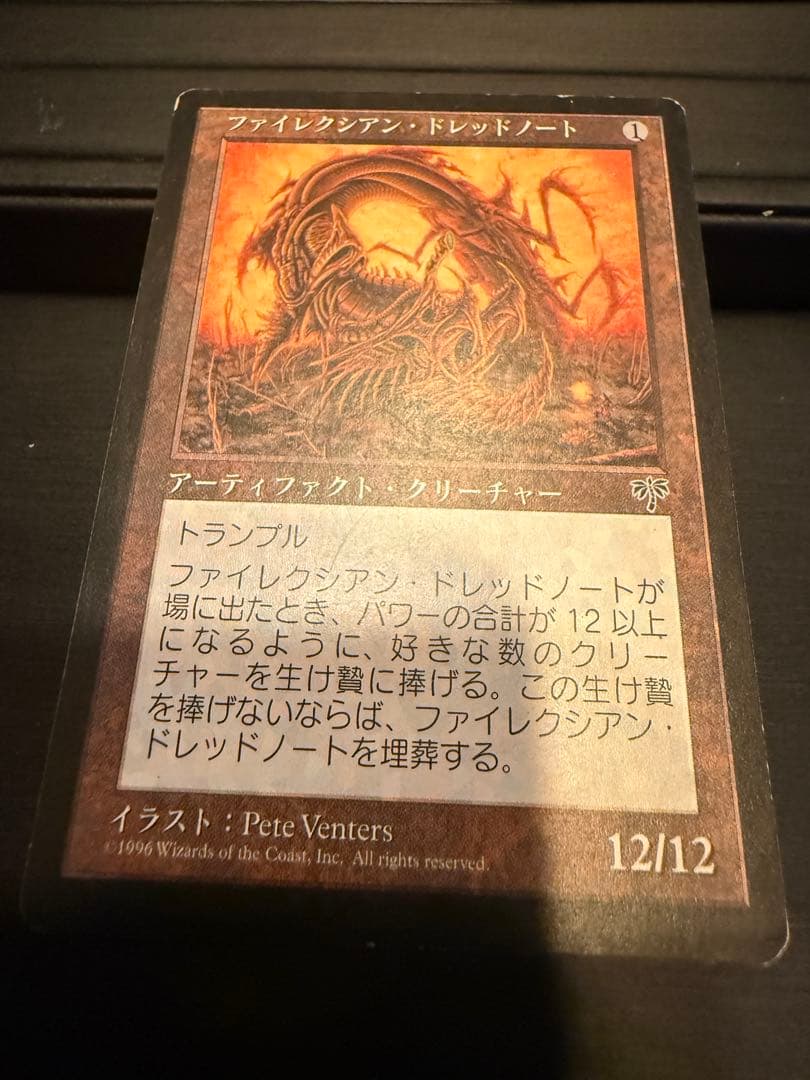 ファイレクシアン・ドレッドノート 1
アーティファクト・クリーチャー
トランプル
ファイレクシアン・ドレッドノートが
場に出たとき、パワーの合計が 12 以上
になるように、好きな数のクリー
チャーを生け贄に捧げる。この生け贄
を捧げないならば、ファイレクシアン・
ドレッドノートを埋葬する。
イラスト：Pete Venters
©1996 Wizards of the Coast, Inc. All rights reserved.
12/12